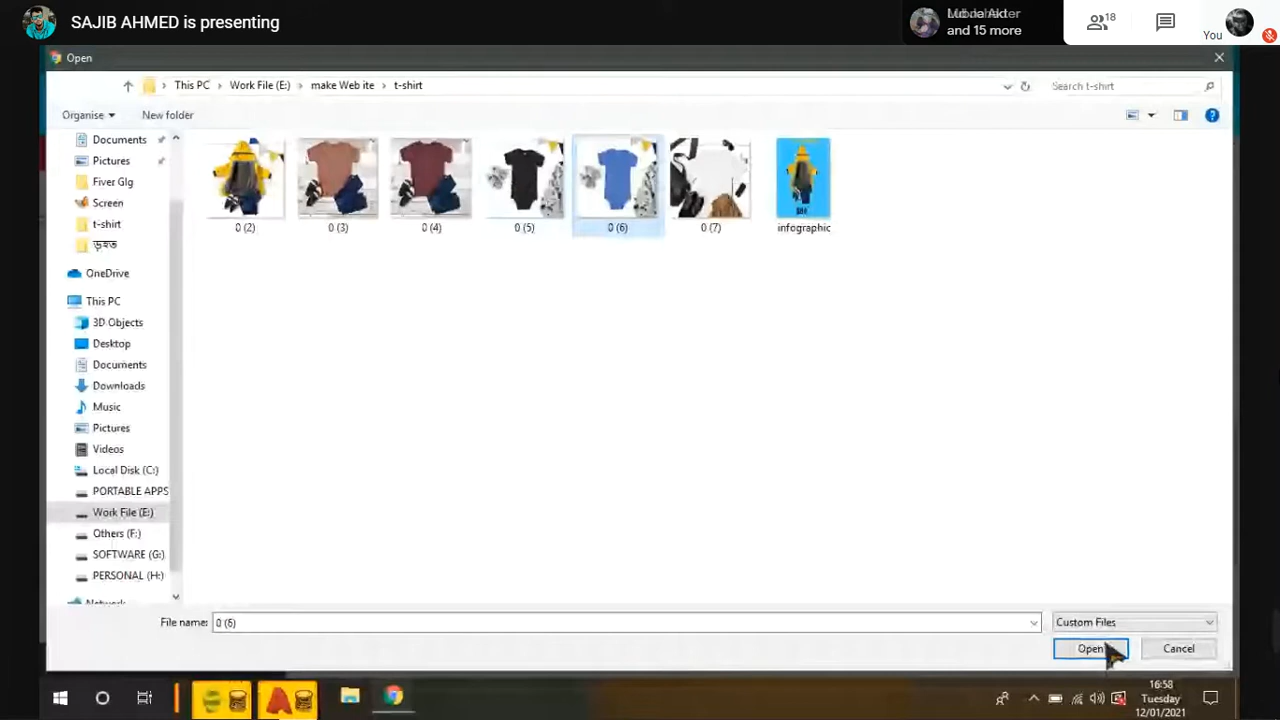 SAJIB AHMED is presenting
and 15 more
18
You
Open
This PC
Work File (E:)
make Web ite
t-shirt
Search t-shirt
Organise
New folder
Documents
Pictures
Fiver Glg
Screen
t-shirt
OneDrive
This PC
3D Objects
Desktop
Documents
Downloads
Music
Pictures
Videos
Local Disk (C:)
PORTABLE APPS
Work File (E:)
Others (F:)
SOFTWARE (G:)
PERSONAL (H:)
Network
0 (2)
0 (3)
0 (4)
0 (5)
0 (6)
0 (7)
infographic
File name:
0 (6)
Custom Files
Open
Cancel
16:58
Tuesday
12/01/2021